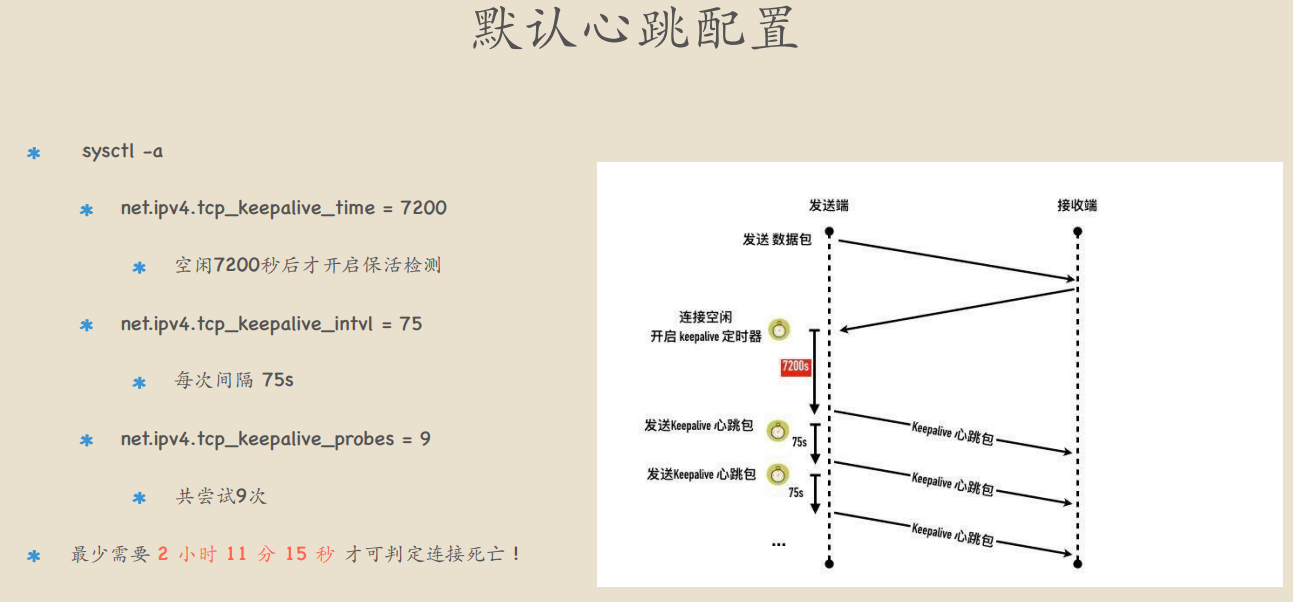 默认心跳配置
sysctl -a
net.ipv4.tcp_keepalive_time = 7200
空闲7200秒后才开启保活检测
net.ipv4.tcp_keepalive_intvl = 75
每次间隔 75s
net.ipv4.tcp_keepalive_probes = 9
共尝试9次
最少需要 2 小时 11 分 15 秒 才可判定连接死亡！
发送端
接收端
发送 数据包
连接空闲
开启 keepalive 定时器
7200s
发送Keepalive 心跳包
75s
Keepalive 心跳包
发送Keepalive 心跳包
75s
Keepalive 心跳包
Keepalive 心跳包
...